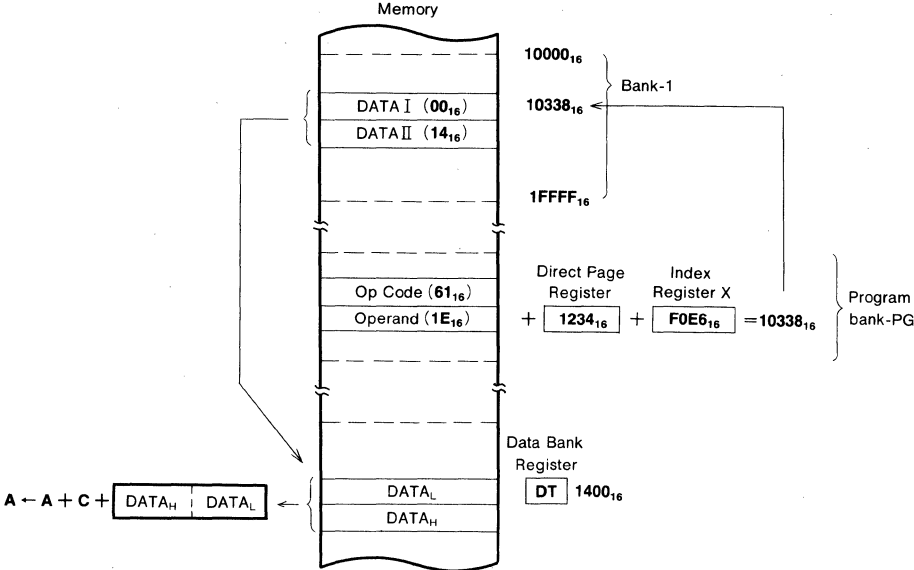 Memory
10000₁₆
Bank-1
DATA I (00₁₆)
10338₁₆
DATA II (14₁₆)
1FFFF₁₆
Direct Page
Register
Index
Register X
Op Code (61₁₆)
Operand (1E₁₆)
+ 1234₁₆ + F0E6₁₆ =10338₁₆
Program
bank-PG
Data Bank
Register
DT 1400₁₆
DATA_L
DATA_H
A ← A + C + DATA_H DATA_L